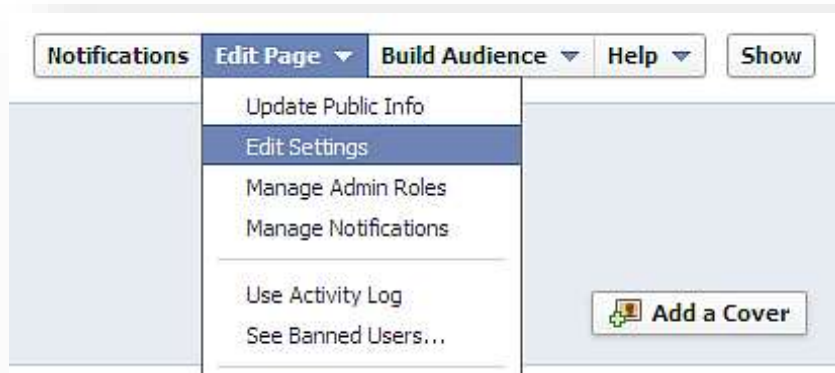 Notifications Edit Page Build Audience Help Show
Update Public Info
Edit Settings
Manage Admin Roles
Manage Notifications
Use Activity Log
Add a Cover
See Banned Users...